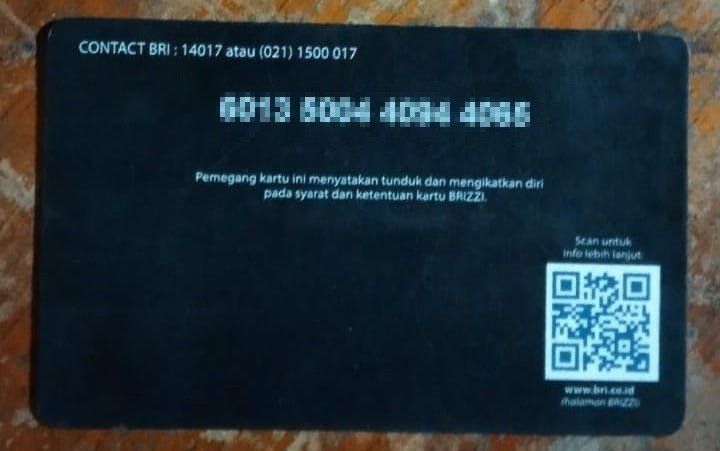 CONTACT BRI : 14017 atau (021) 1500 017
Pemegang kartu ini menyatakan tunduk dan mengikatkan diri
pada syarat dan ketentuan kartu BRIZZI.
Scan untuk
info lebih lanjut
www.bri.co.id
(halaman BRIZZI)